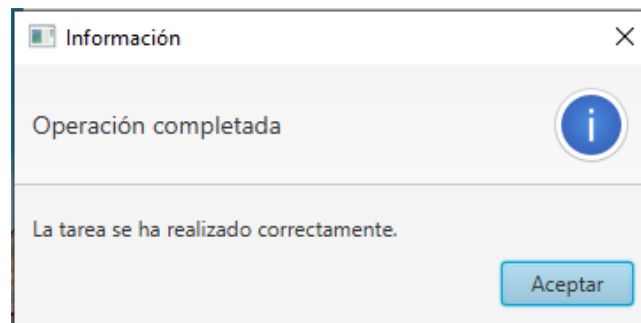 Información
Operación completada
La tarea se ha realizado correctamente.
Aceptar